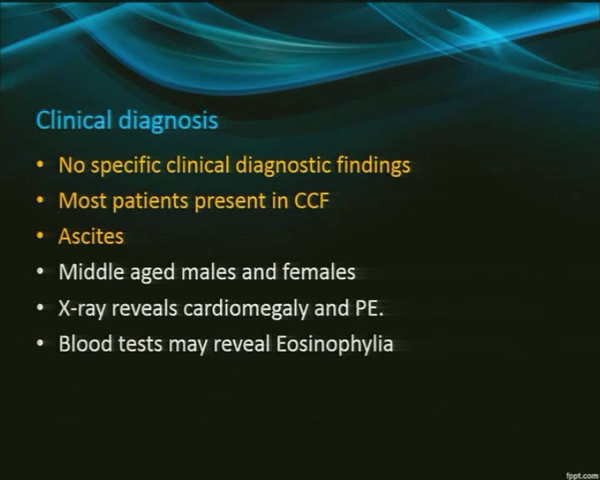 Clinical diagnosis
• No specific clinical diagnostic findings
• Most patients present in CCF
• Ascites
• Middle aged males and females
• X-ray reveals cardiomegaly and PE.
• Blood tests may reveal Eosinophylia
fppt.com